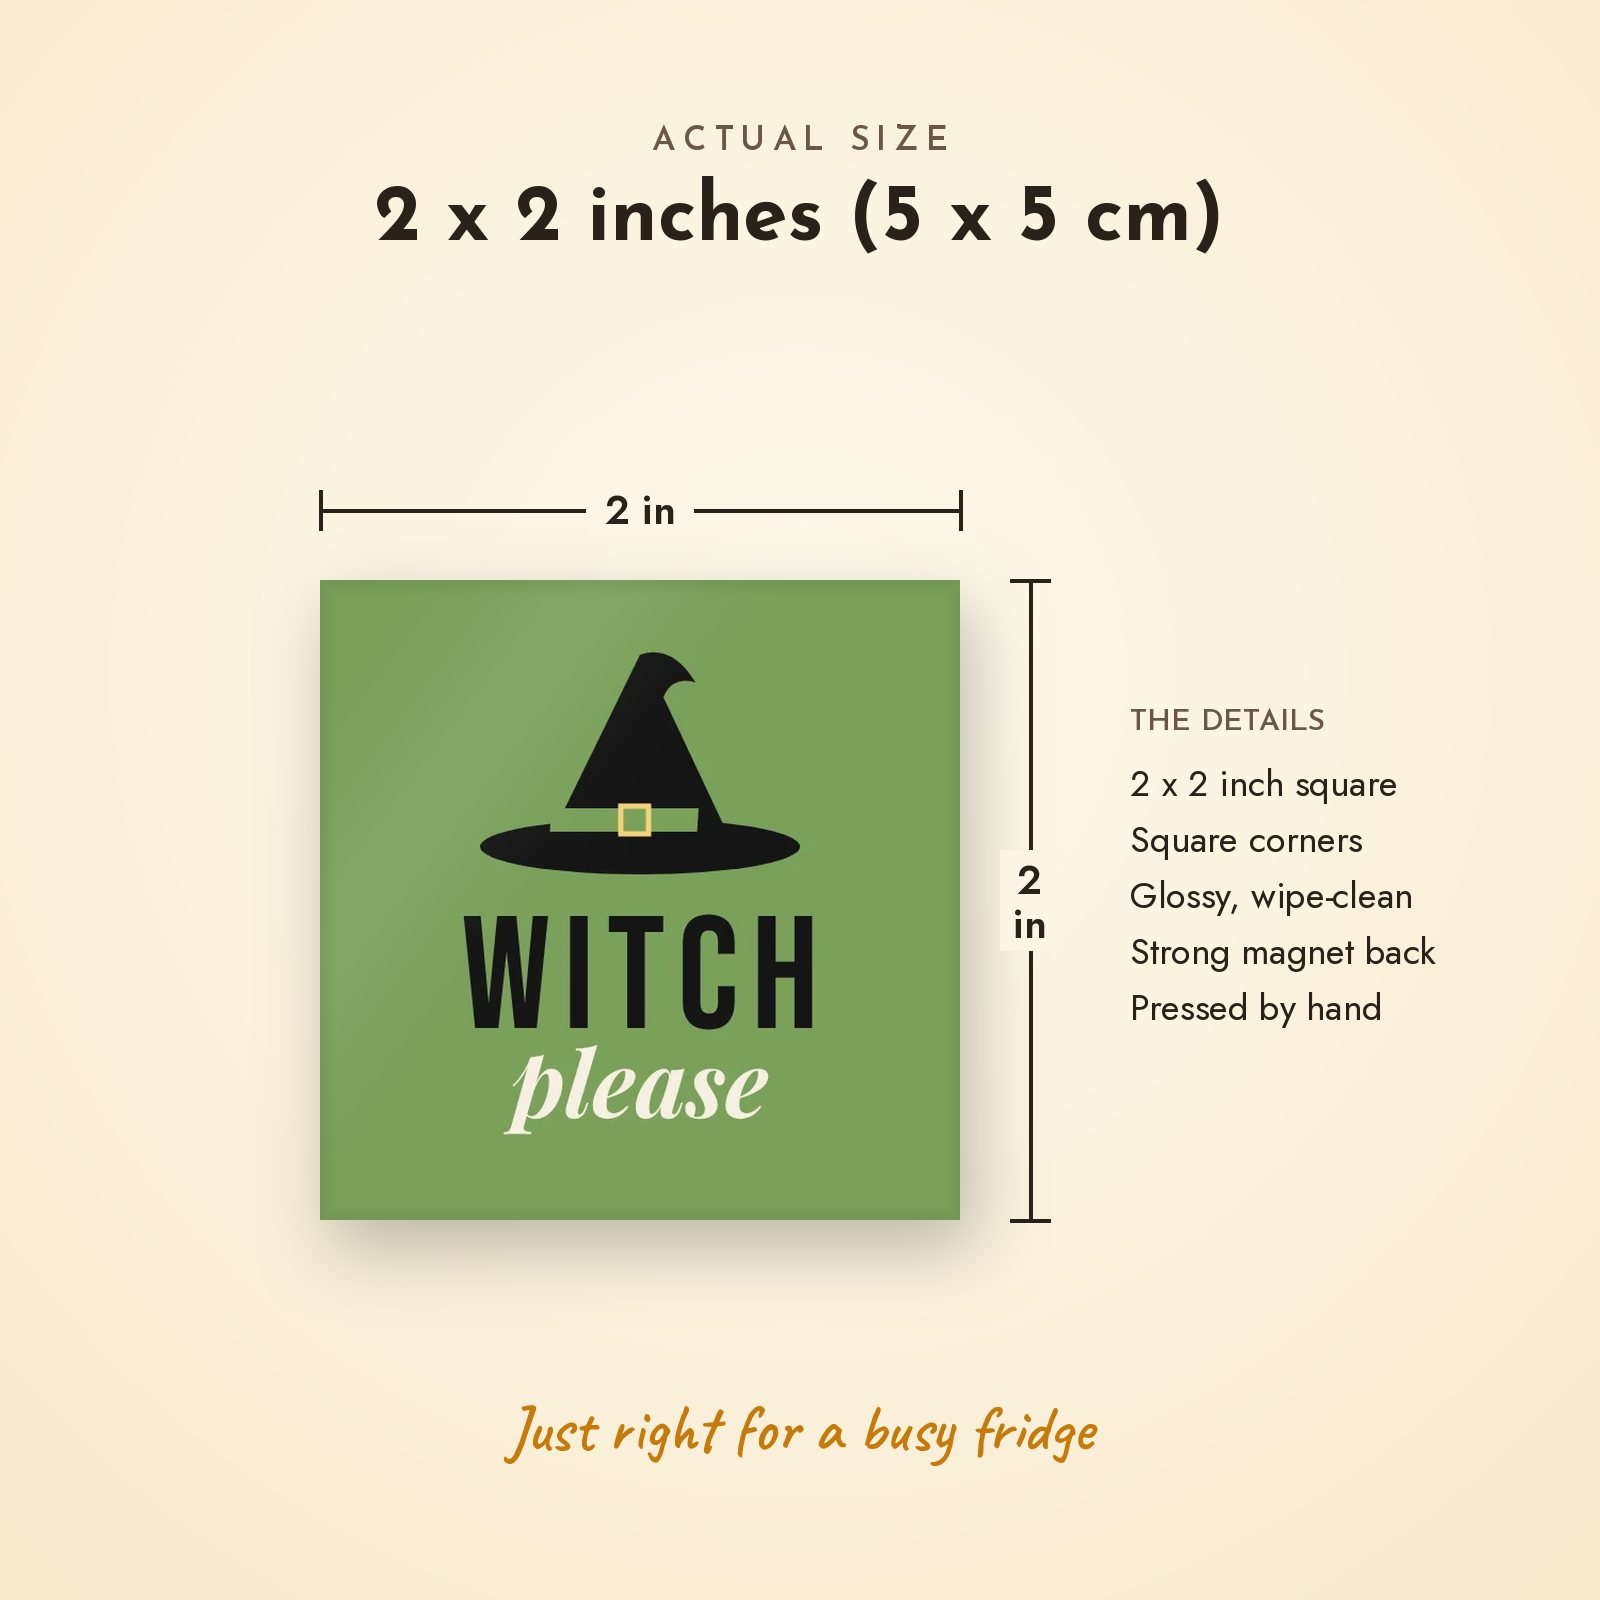 ACTUAL SIZE
2 x 2 inches (5 x 5 cm)
2 in
WITCH
please
2
in
THE DETAILS
2 x 2 inch square
Square corners
Glossy, wipe-clean
Strong magnet back
Pressed by hand
Just right for a busy fridge